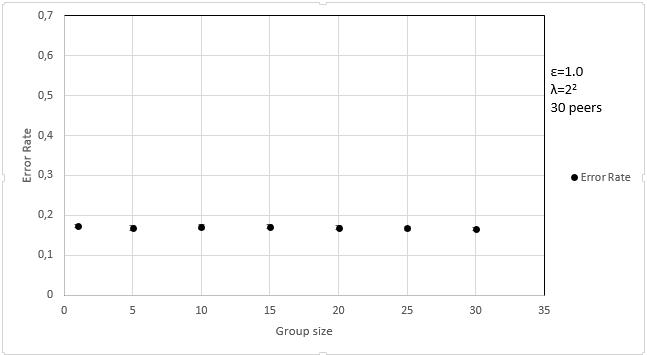 0,7
0,6
0,5
0,4
0,3
0,2
0,1
0
0 5 10 15 20 25 30 35
Error Rate
Group size
ε=1.0
λ=2²
30 peers
Error Rate